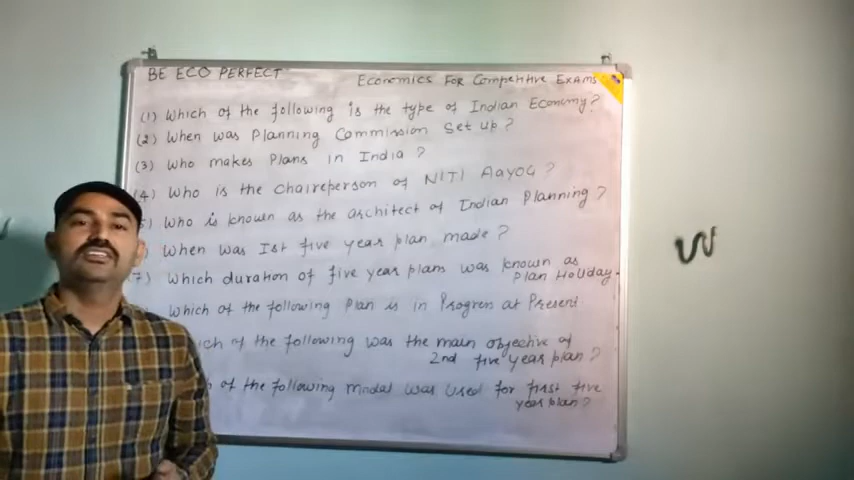 BE ECO PERFECT
Economics For Competitive Exams
(1) Which of the following is the type of Indian Economy?
(2) When was Planning Commission set up?
(3) Who makes Plans in India?
(4) Who is the chaireperson of NITI Aayog?
5) Who is known as the architect of Indian Planning?
When was Ist five year plan made?
(7) Which duration of five year plans was known as
Plan Holiday.
Which of the following Plan is in Progren at Present.
ich of the following was the main objective of
2nd five year plan?
h of the following modal was used for first five
year plan?